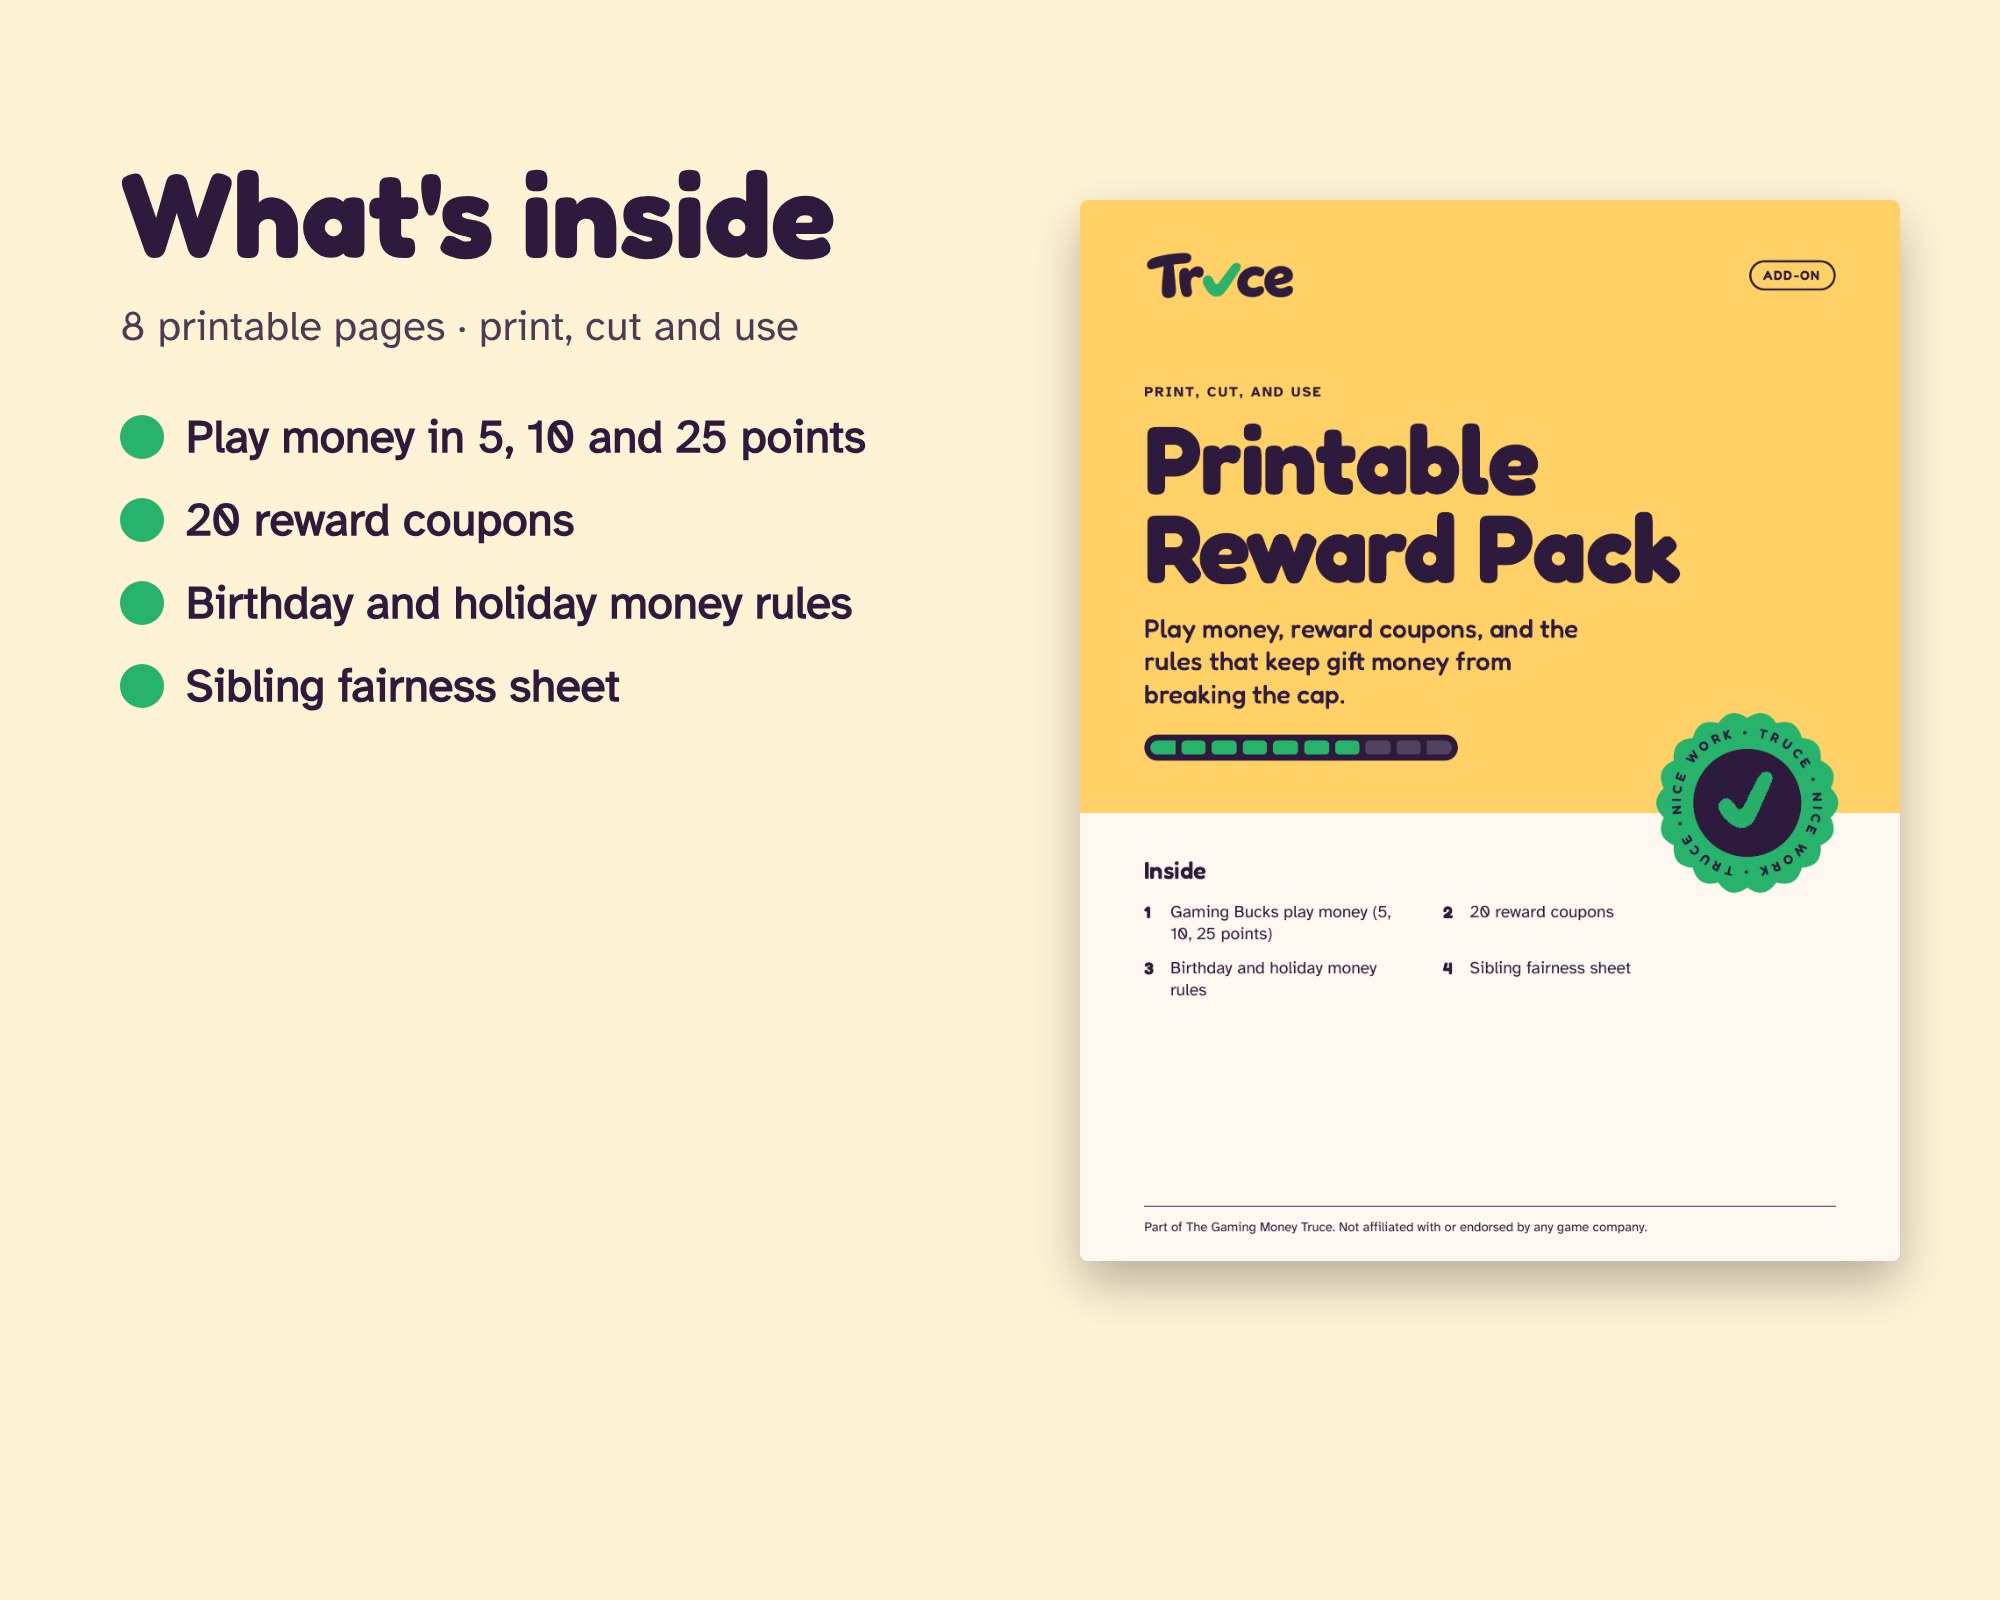 What's inside
8 printable pages · print, cut and use
Play money in 5, 10 and 25 points
20 reward coupons
Birthday and holiday money rules
Sibling fairness sheet
Truce
ADD-ON
PRINT, CUT, AND USE
Printable
Reward Pack
Play money, reward coupons, and the
rules that keep gift money from
breaking the cap.
NICE WORK · TRUCE · NICE WORK · TRUCE ·
Inside
1 Gaming Bucks play money (5,
10, 25 points)
2 20 reward coupons
3 Birthday and holiday money
rules
4 Sibling fairness sheet
Part of The Gaming Money Truce. Not affiliated with or endorsed by any game company.